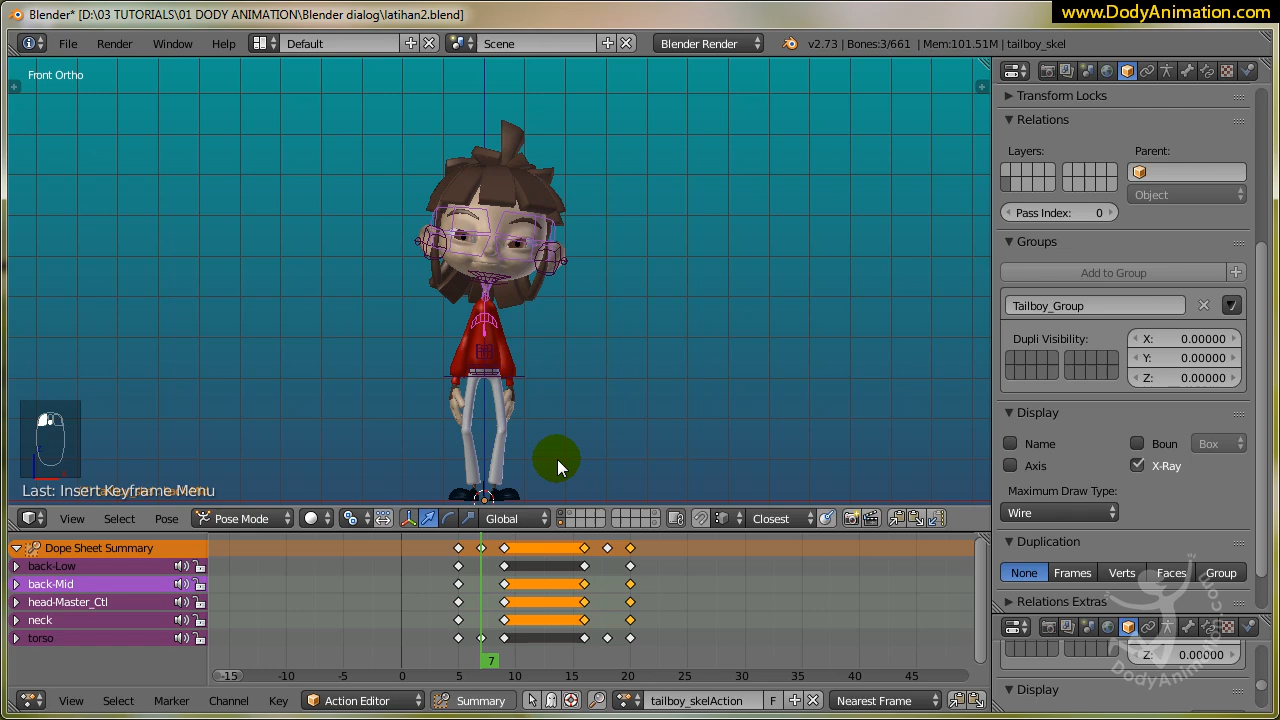 Blender* [D:\03 TUTORIALS\01 DODY ANIMATION\Blender dialog\latihan2.blend]
www.DodyAnimation.com
File Render Window Help Default Scene Blender Render v2.73 | Bones:3/661 | Mem:101.51M | tailboy_skel
Front Ortho
Transform Locks
Relations
Layers: Parent:
Object
Pass Index: 0
Groups
Add to Group
Tailboy_Group
Dupli Visibility: X: 0.00000
Y: 0.00000
Z: 0.00000
Display
Name Boun Box
Axis X-Ray
Maximum Draw Type:
Wire
Duplication
None Frames Verts Faces Group
Relations Extras
Z: 0.00000
Display
DodyAnimation.com
Last: Insert Keyframe Menu
View Select Pose Pose Mode Global Closest
Dope Sheet Summary
back-Low
back-Mid
head-Master_Ctl
neck
torso
7
-15 -10 -5 0 5 10 15 20 25 30 35 40 45
View Select Marker Channel Key Action Editor Summary tailboy_skelAction F Nearest Frame